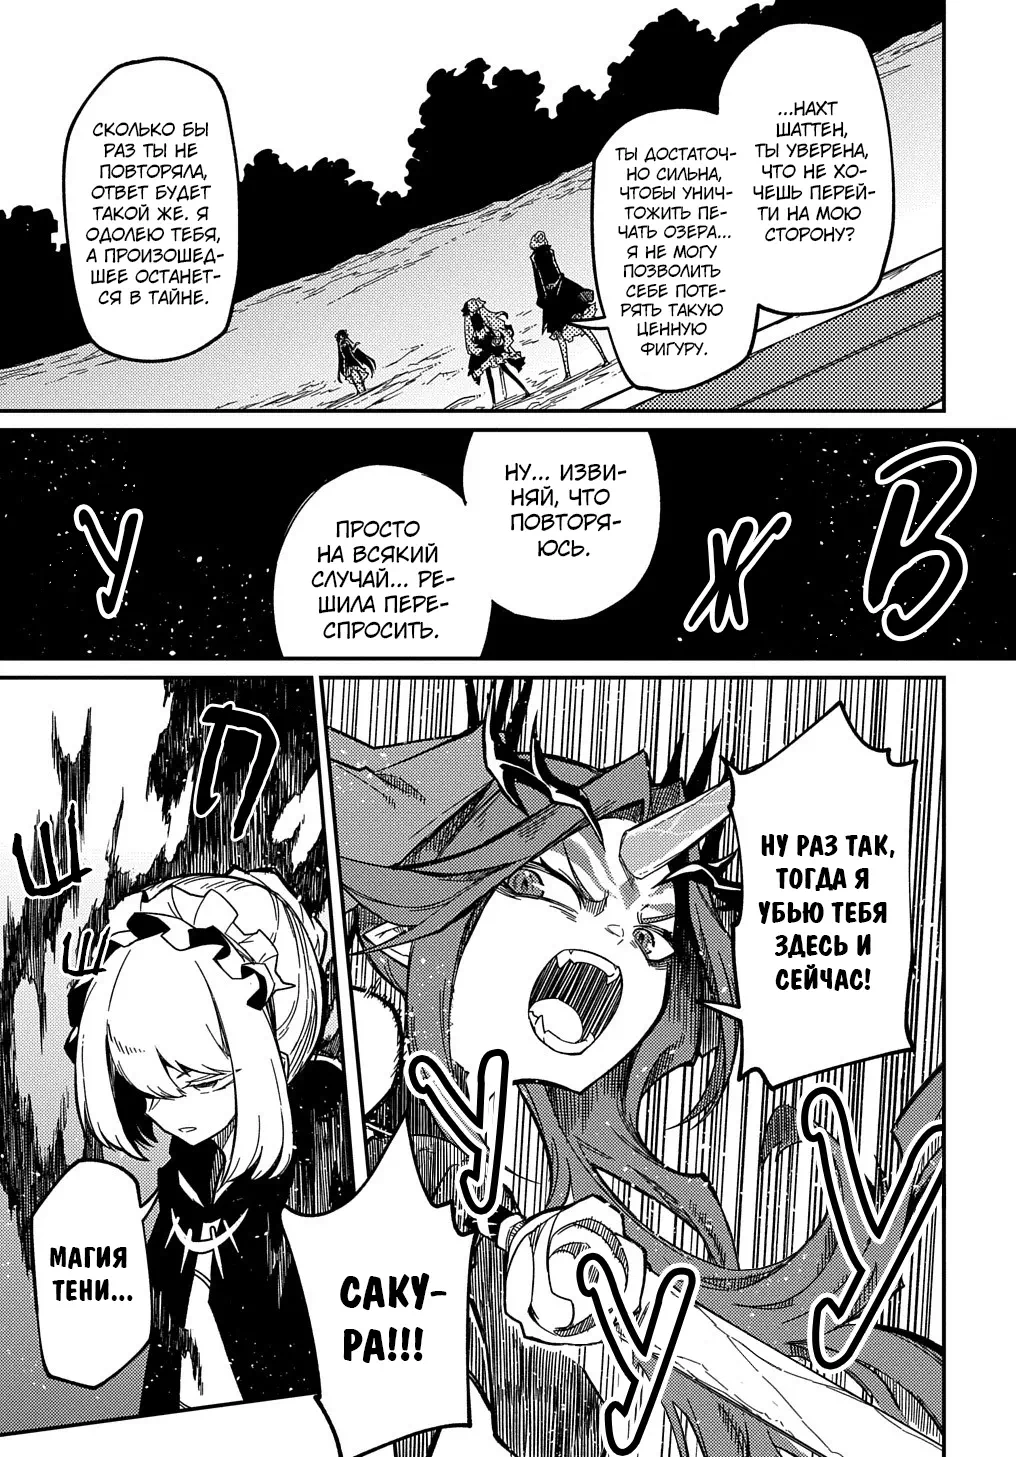 ...НАХТ
ШАТТЕН,
ТЫ УВЕРЕНА,
ЧТО НЕ ХО-
ЧЕШЬ ПЕРЕЙ-
ТИ НА МОЮ
СТОРОНУ?
ТЫ ДОСТАТОЧ-
НО СИЛЬНА,
ЧТОБЫ УНИЧ-
ТОЖИТЬ ПЕ-
ЧАТЬ ОЗЕРА...
Я НЕ МОГУ
ПОЗВОЛИТЬ
СЕБЕ ПОТЕ-
РЯТЬ ТАКУЮ
ЦЕННУЮ
ФИГУРУ.
СКОЛЬКО БЫ
РАЗ ТЫ НЕ
ПОВТОРЯЛА,
ОТВЕТ БУДЕТ
ТАКОЙ ЖЕ. Я
ОДОЛЕЮ ТЕБЯ,
А ПРОИЗОШЕД-
ШЕЕ ОСТАНЕТ-
СЯ В ТАЙНЕ.
В
Ж
У
НУ... ИЗВИ-
НЯЙ, ЧТО
ПОВТОРЯ-
ЮСЬ.
ПРОСТО
НА ВСЯКИЙ
СЛУЧАЙ... РЕ-
ШИЛА ПЕРЕ-
СПРОСИТЬ.
НУ РАЗ ТАК,
ТОГДА Я
УБЬЮ ТЕБЯ
ЗДЕСЬ И
СЕЙЧАС!
У
У
У
САКУ-
РА!!!
П
Ш
Ш
МАГИЯ
ТЕНИ...